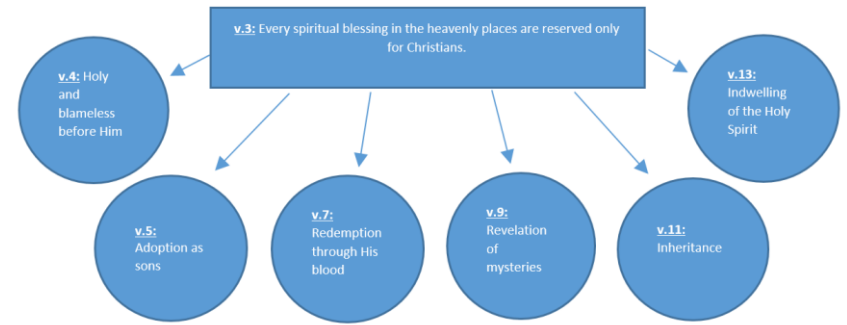 v.3: Every spiritual blessing in the heavenly places are reserved only
for Christians.
v.4: Holy
and
blameless
before Him
v.5:
Adoption as
sons
v.7:
Redemption
through His
blood
v.9:
Revelation
of
mysteries
v.11:
Inheritance
v.13:
Indwelling
of the Holy
Spirit